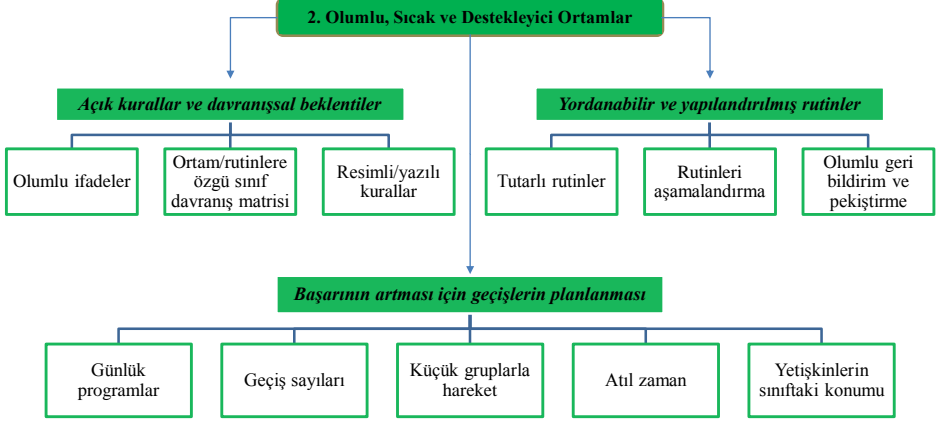 2. Olumlu, Sıcak ve Destekleyici Ortamlar
Açık kurallar ve davranışsal beklentiler
Yordanabilir ve yapılandırılmış rutinler
Olumlu ifadeler
Ortam/rutinlere
özgü sınıf
davranış matrisi
Resimli/yazılı
kurallar
Tutarlı rutinler
Rutinleri
aşamalandırma
Olumlu geri
bildirim ve
pekiştirme
Başarının artması için geçişlerin planlanması
Günlük
programlar
Geçiş sayıları
Küçük gruplarla
hareket
Atıl zaman
Yetişkinlerin
sınıftaki konumu